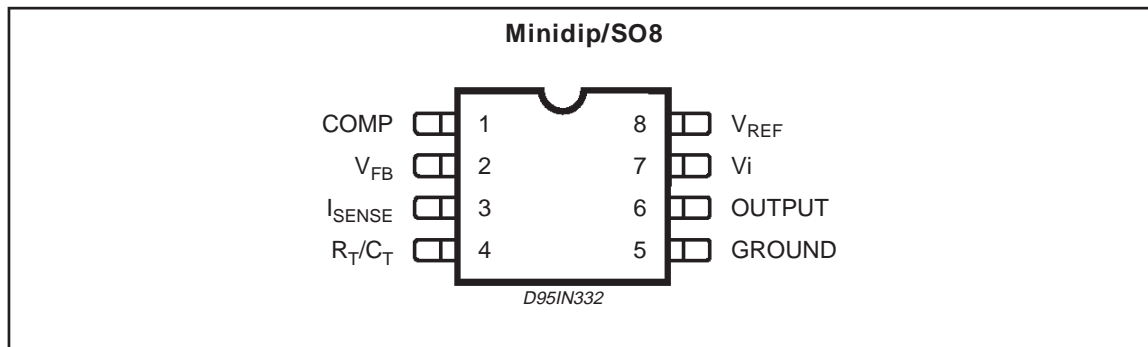 Minidip/SO8
COMP 1 8 VREF
VFB 2 7 Vi
ISENSE 3 6 OUTPUT
RT/CT 4 5 GROUND
D95IN332